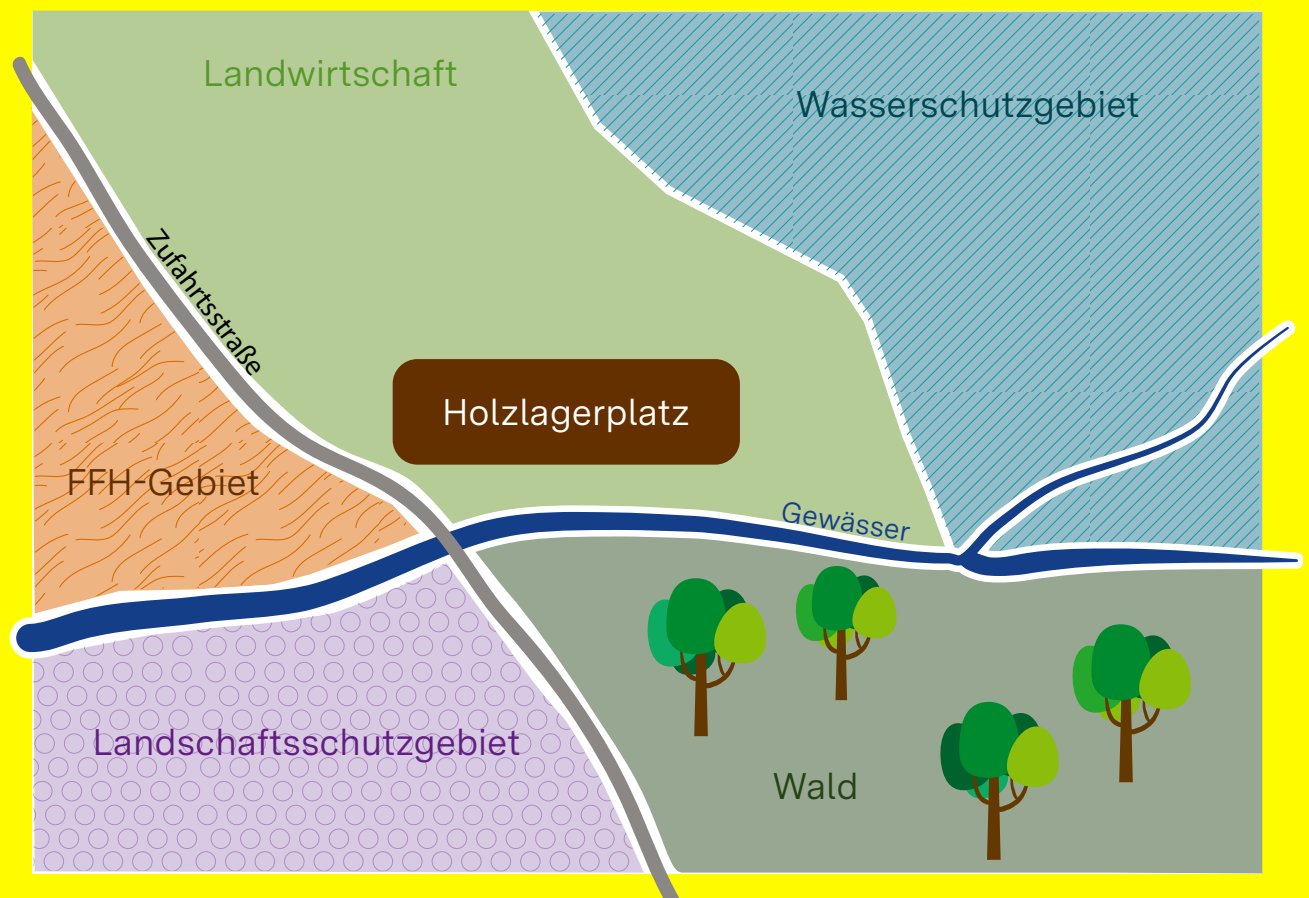 Landwirtschaft
Wasserschutzgebiet
Zufahrtsstraße
Holzlagerplatz
FFH-Gebiet
Gewässer
Landschaftsschutzgebiet
Wald